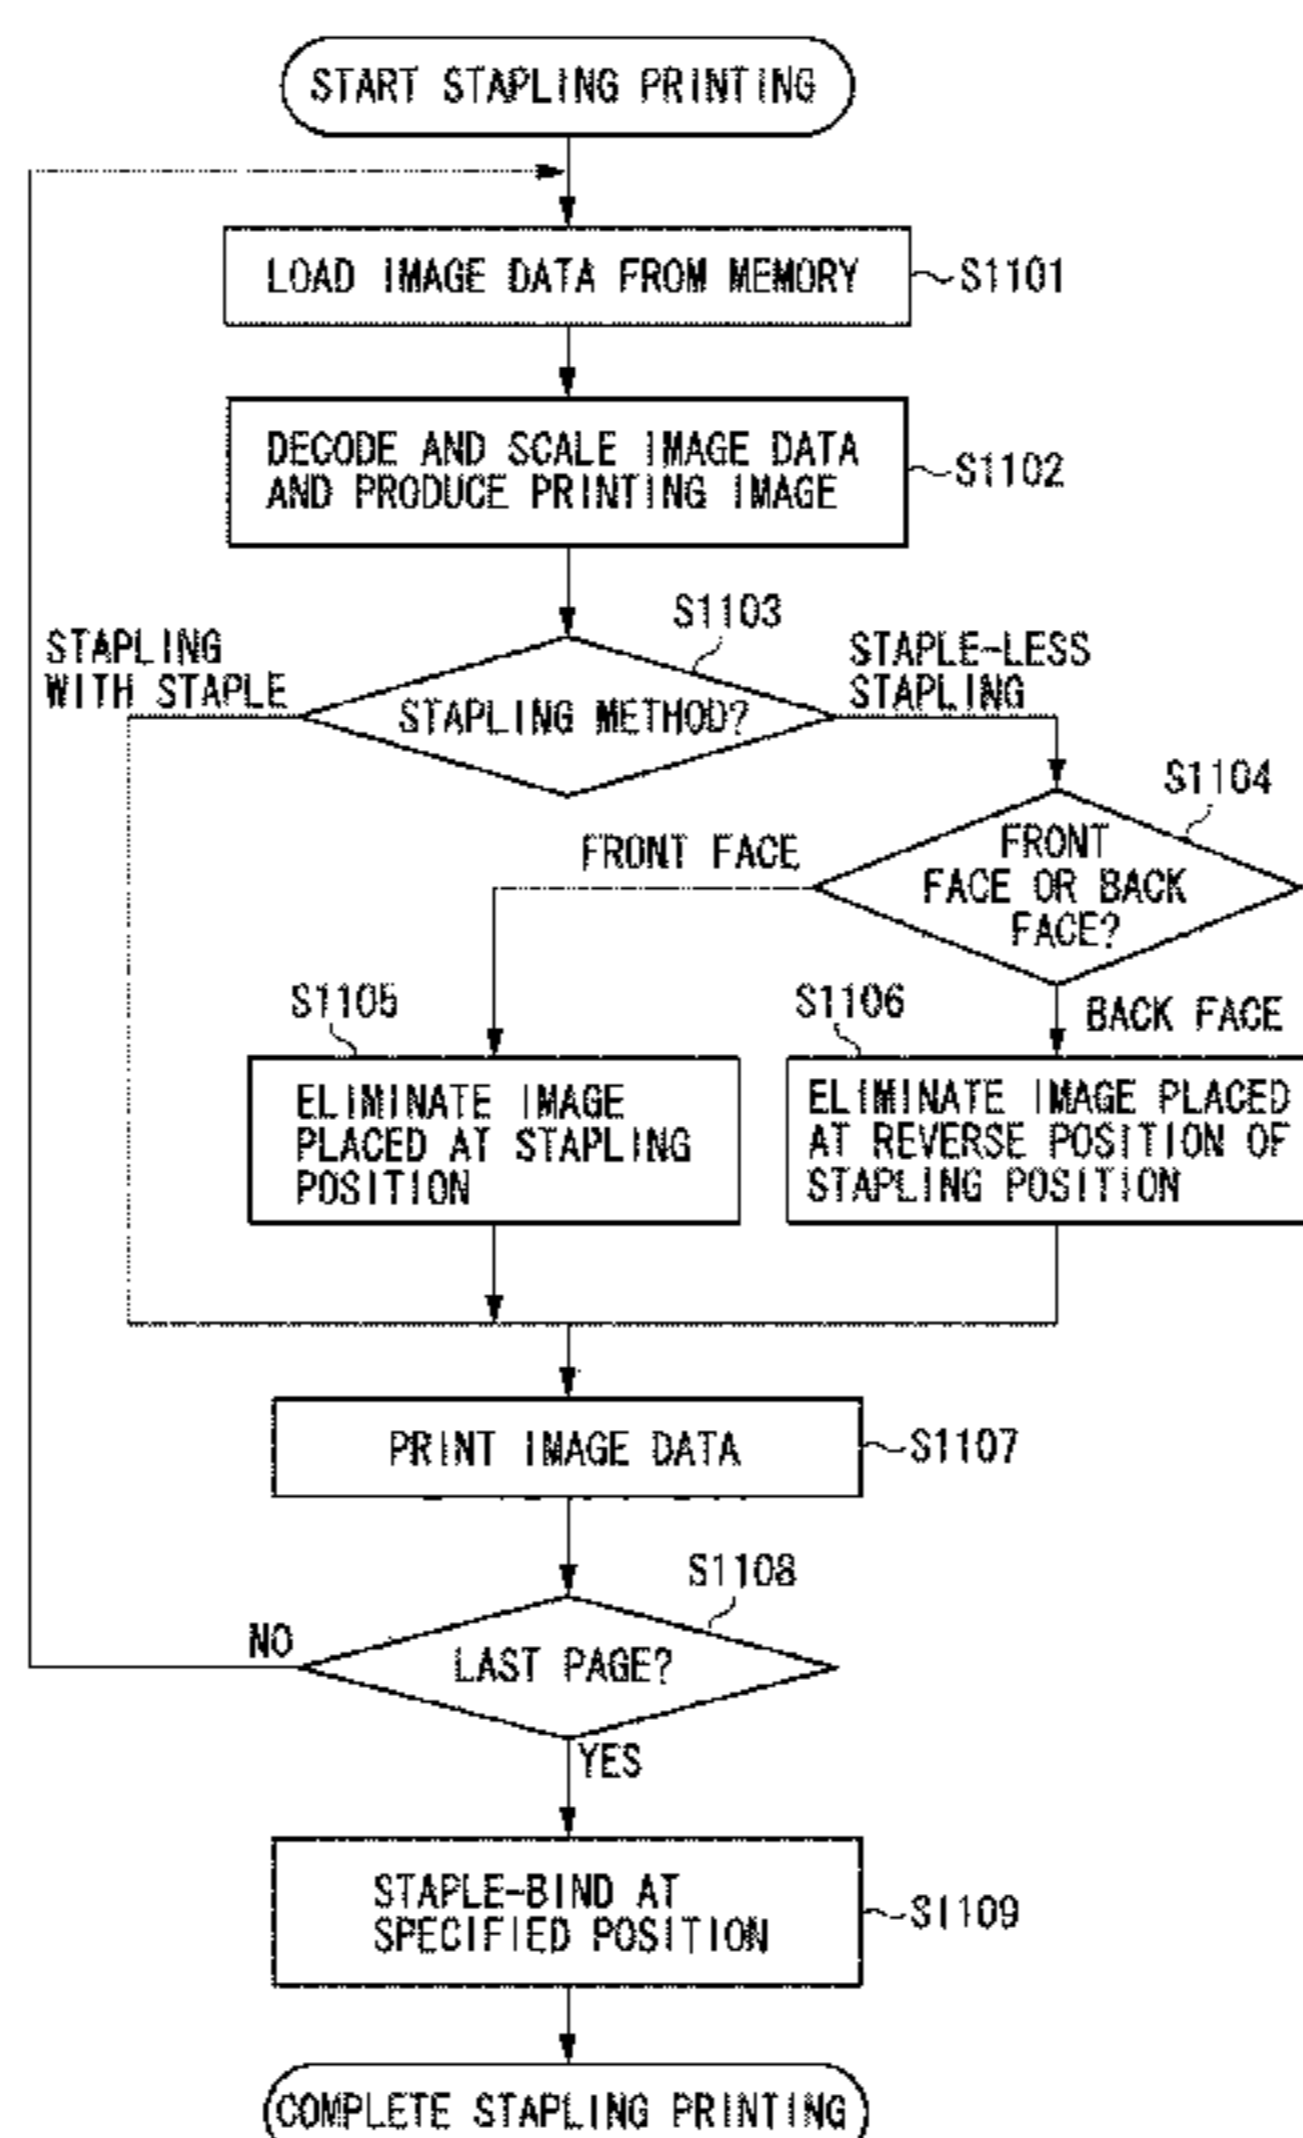 START STAPLING PRINTING
LOAD IMAGE DATA FROM MEMORY
S1101
DECODE AND SCALE IMAGE DATA
AND PRODUCE PRINTING IMAGE
S1102
S1103
STAPLING
WITH STAPLE
STAPLING METHOD?
STAPLE-LESS
STAPLING
S1104
FRONT
FACE OR BACK
FACE?
FRONT FACE
BACK FACE
S1105
ELIMINATE IMAGE
PLACED AT STAPLING
POSITION
S1106
ELIMINATE IMAGE PLACED
AT REVERSE POSITION OF
STAPLING POSITION
PRINT IMAGE DATA
S1107
S1108
LAST PAGE?
NO
YES
STAPLE-BIND AT
SPECIFIED POSITION
S1109
COMPLETE STAPLING PRINTING